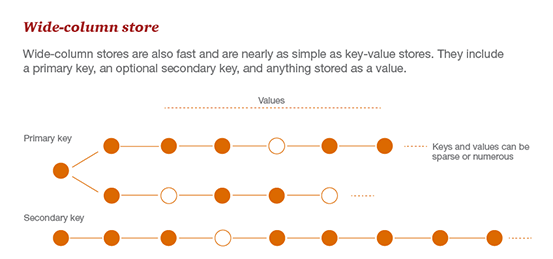 Wide-column store
Wide-column stores are also fast and are nearly as simple as key-value stores. They include
a primary key, an optional secondary key, and anything stored as a value.
Values
Primary key
Keys and values can be
sparse or numerous
Secondary key